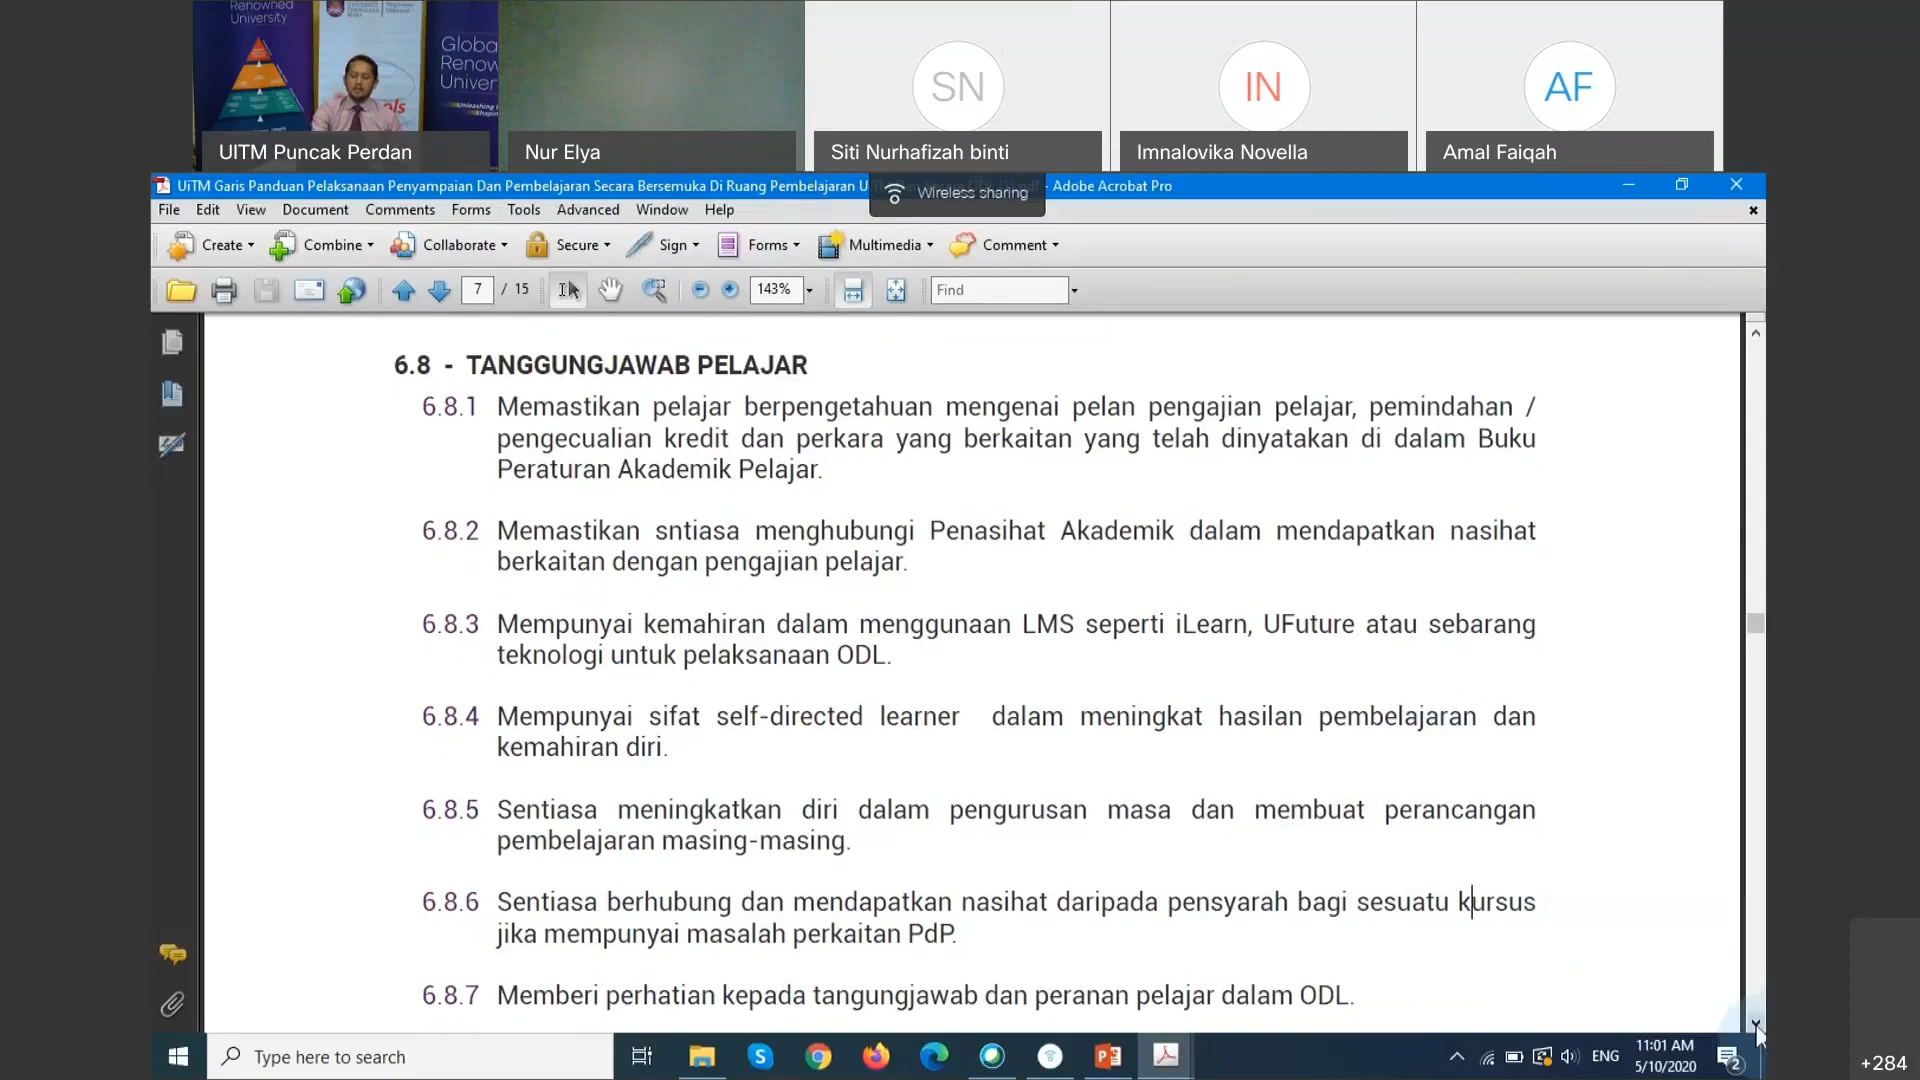 Renowned
University
Globa
Renow
Univer
SN
IN
AF
UITM Puncak Perdan
Nur Elya
Siti Nurhafizah binti
Imnalovika Novella
Amal Faiqah
UiTM Garis Panduan Pelaksanaan Penyampaian Dan Pembelajaran Secara Bersemuka Di Ruang Pembelajaran U - Adobe Acrobat Pro
Wireless sharing
File Edit View Document Comments Forms Tools Advanced Window Help
Create Combine Collaborate Secure Sign Forms Multimedia Comment
7 / 15 143% Find
6.8 - TANGGUNGJAWAB PELAJAR
6.8.1 Memastikan pelajar berpengetahuan mengenai pelan pengajian pelajar, pemindahan /
pengecualian kredit dan perkara yang berkaitan yang telah dinyatakan di dalam Buku
Peraturan Akademik Pelajar.
6.8.2 Memastikan sntiasa menghubungi Penasihat Akademik dalam mendapatkan nasihat
berkaitan dengan pengajian pelajar.
6.8.3 Mempunyai kemahiran dalam menggunaan LMS seperti iLearn, UFuture atau sebarang
teknologi untuk pelaksanaan ODL.
6.8.4 Mempunyai sifat self-directed learner dalam meningkat hasilan pembelajaran dan
kemahiran diri.
6.8.5 Sentiasa meningkatkan diri dalam pengurusan masa dan membuat perancangan
pembelajaran masing-masing.
6.8.6 Sentiasa berhubung dan mendapatkan nasihat daripada pensyarah bagi sesuatu kursus
jika mempunyai masalah perkaitan PdP.
6.8.7 Memberi perhatian kepada tangungjawab dan peranan pelajar dalam ODL.
Type here to search
ENG
11:01 AM
5/10/2020
2
+284